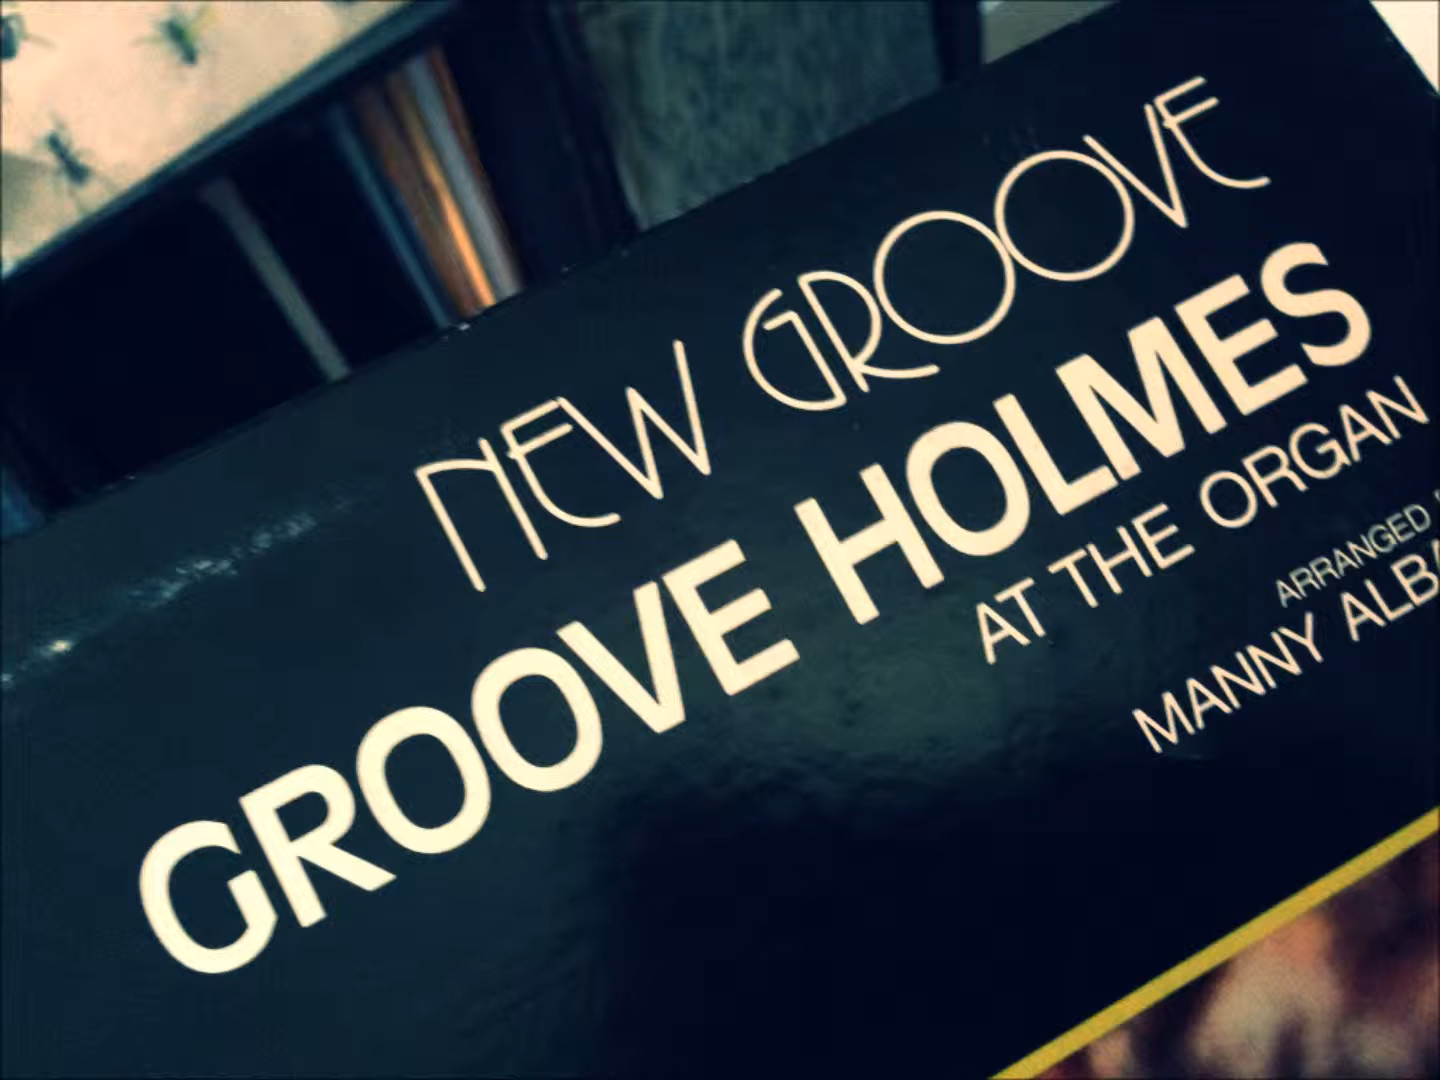 NEW GROOVE
GROOVE HOLMES
AT THE ORGAN
ARRANGED
MANNY